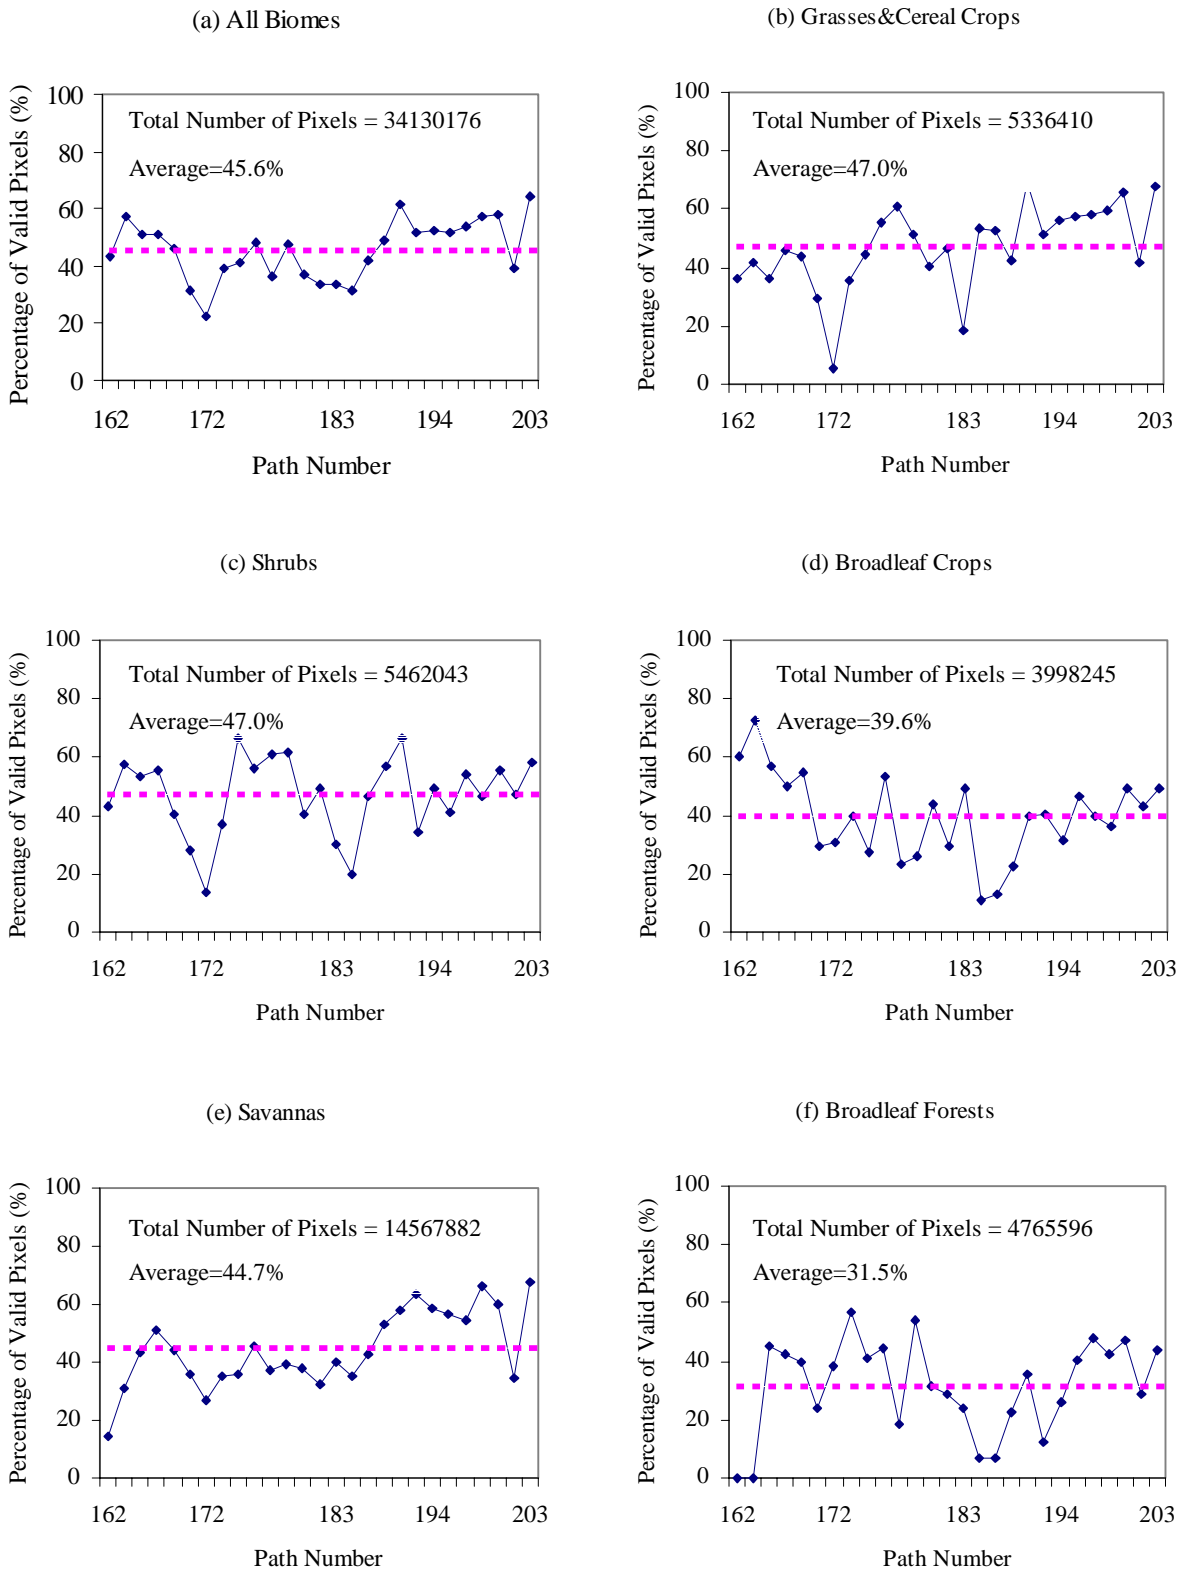 (a) All Biomes
Percentage of Valid Pixels (%)
100
80
60
40
20
0
Total Number of Pixels = 34130176
Average=45.6%
162 172 183 194 203
Path Number
(b) Grasses&Cereal Crops
Percentage of Valid Pixels (%)
100
80
60
40
20
0
Total Number of Pixels = 5336410
Average=47.0%
162 172 183 194 203
Path Number
(c) Shrubs
Percentage of Valid Pixels (%)
100
80
60
40
20
0
Total Number of Pixels = 5462043
Average=47.0%
162 172 183 194 203
Path Number
(d) Broadleaf Crops
Percentage of Valid Pixels (%)
100
80
60
40
20
0
Total Number of Pixels = 3998245
Average=39.6%
162 172 183 194 203
Path Number
(e) Savannas
Percentage of Valid Pixels (%)
100
80
60
40
20
0
Total Number of Pixels = 14567882
Average=44.7%
162 172 183 194 203
Path Number
(f) Broadleaf Forests
Percentage of Valid Pixels (%)
100
80
60
40
20
0
Total Number of Pixels = 4765596
Average=31.5%
162 172 183 194 203
Path Number